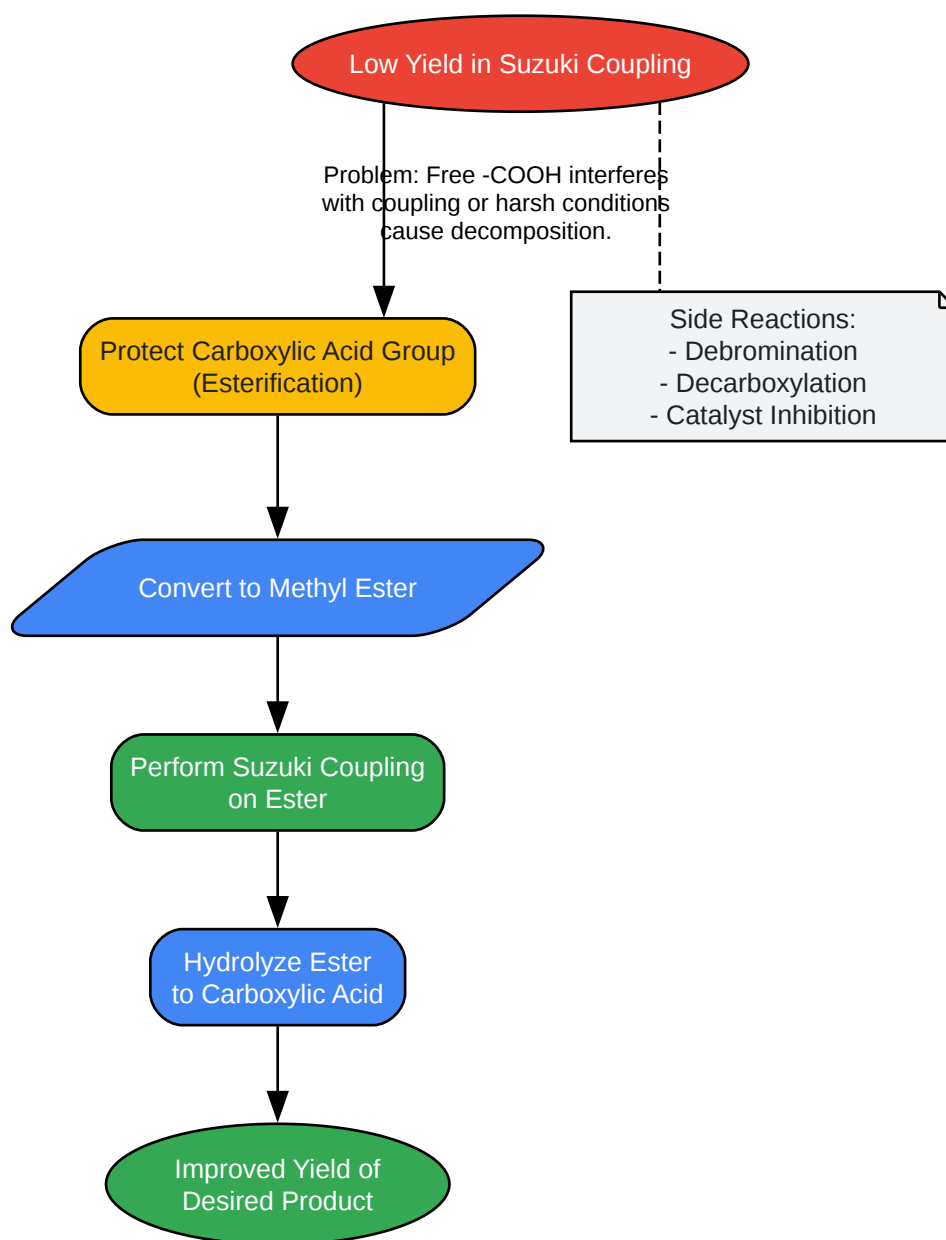 Low Yield in Suzuki Coupling
Problem: Free -COOH interferes
with coupling or harsh conditions
cause decomposition.
Side Reactions:
- Debromination
- Decarboxylation
- Catalyst Inhibition
Protect Carboxylic Acid Group
(Esterification)
Convert to Methyl Ester
Perform Suzuki Coupling
on Ester
Hydrolyze Ester
to Carboxylic Acid
Improved Yield of
Desired Product